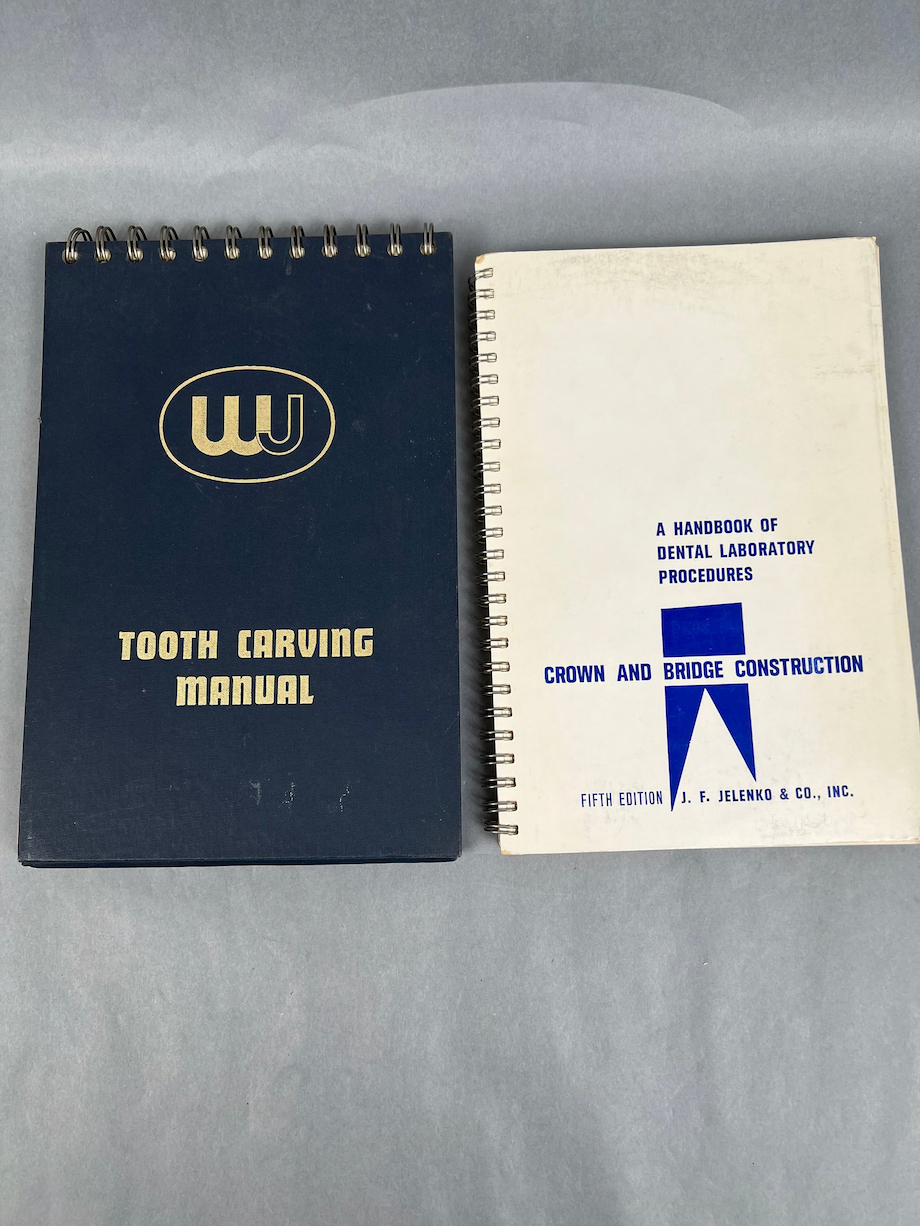 WJ
TOOTH CARVING
MANUAL
A HANDBOOK OF
DENTAL LABORATORY
PROCEDURES
CROWN AND BRIDGE CONSTRUCTION
FIFTH EDITION J. F. JELENKO & CO., INC.